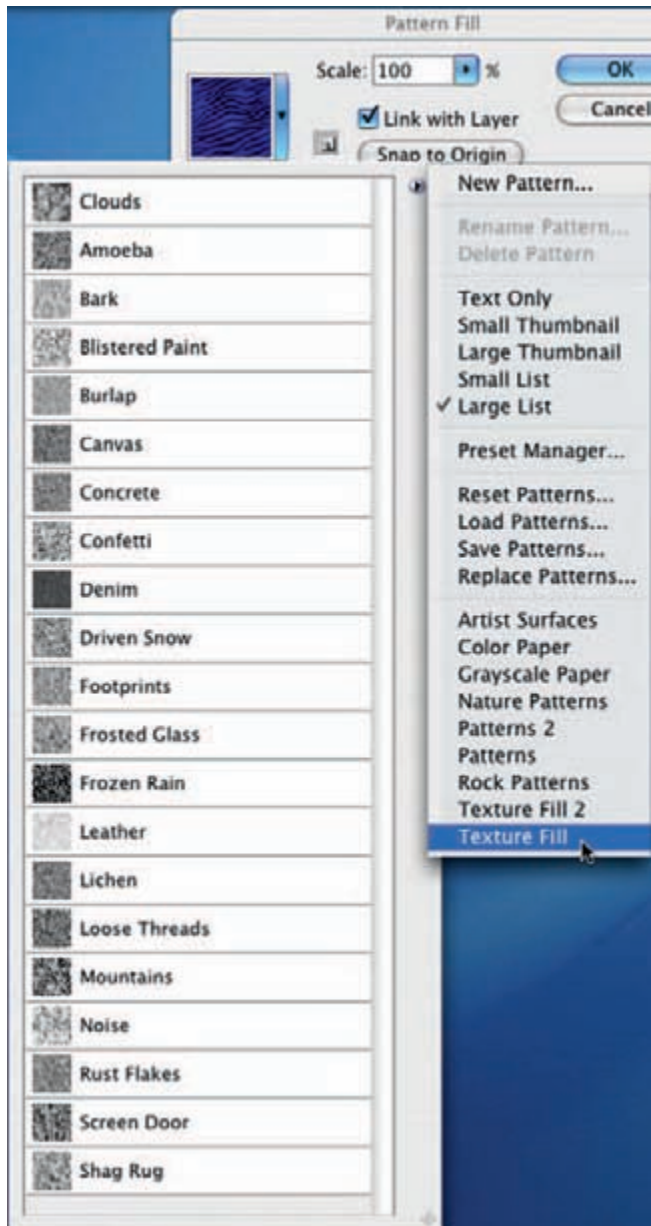 Pattern Fill
Scale: 100 %
OK
Link with Layer
Cancel
Snap to Origin
Clouds
Amoeba
Bark
Blistered Paint
Burlap
Canvas
Concrete
Confetti
Denim
Driven Snow
Footprints
Frosted Glass
Frozen Rain
Leather
Lichen
Loose Threads
Mountains
Noise
Rust Flakes
Screen Door
Shag Rug
New Pattern...
Rename Pattern...
Delete Pattern
Text Only
Small Thumbnail
Large Thumbnail
Small List
✓ Large List
Preset Manager...
Reset Patterns...
Load Patterns...
Save Patterns...
Replace Patterns...
Artist Surfaces
Color Paper
Grayscale Paper
Nature Patterns
Patterns 2
Patterns
Rock Patterns
Texture Fill 2
Texture Fill